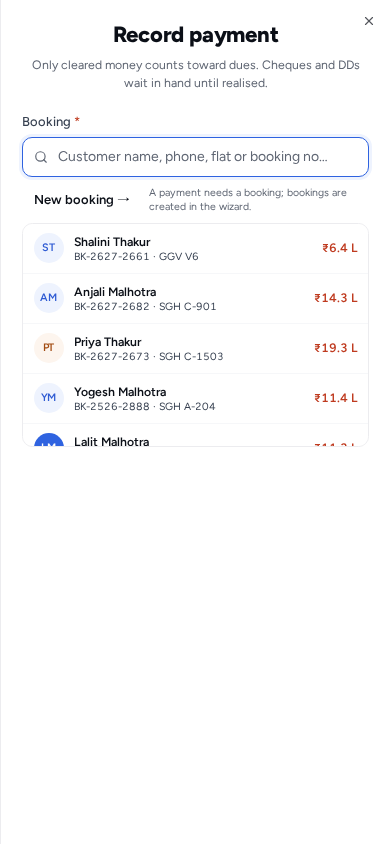 Record payment
Only cleared money counts toward dues. Cheques and DDs
wait in hand until realised.
Booking *
Customer name, phone, flat or booking no...
New booking →
A payment needs a booking; bookings are
created in the wizard.
ST
Shalini Thakur
₹6.4 L
BK-2627-2661 · GGV V6
AM
Anjali Malhotra
₹14.3 L
BK-2627-2682 · SGH C-901
PT
Priya Thakur
₹19.3 L
BK-2627-2673 · SGH C-1503
YM
Yogesh Malhotra
₹11.4 L
BK-2526-2888 · SGH A-204
Lalit Malhotra